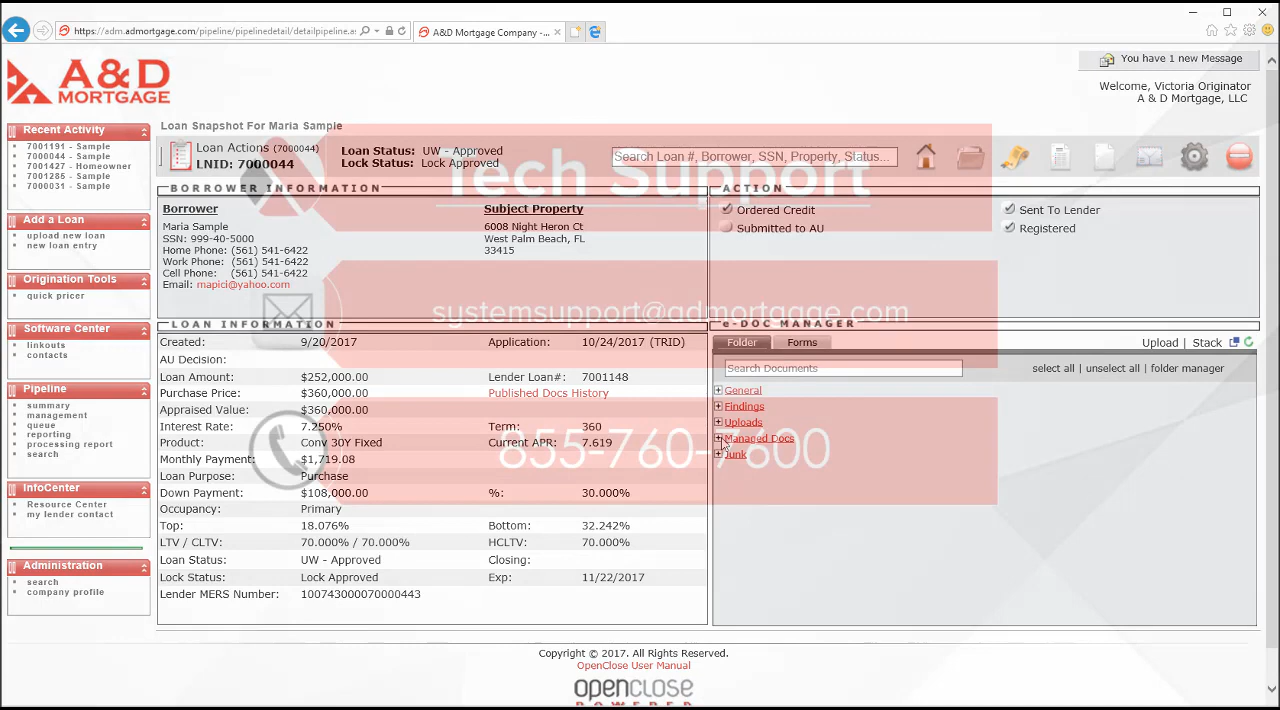 https://adm.admortgage.com/pipeline/pipelinedetail/detailpipeline.as
A&D Mortgage Company -...
You have 1 new Message
A&D
MORTGAGE
Welcome, Victoria Originator
A & D Mortgage, LLC
Recent Activity
7001191 - Sample
7000044 - Sample
7001427 - Homeowner
7001285 - Sample
7000031 - Sample
Add a Loan
upload new loan
new loan entry
Origination Tools
quick pricer
Software Center
linkouts
contacts
Pipeline
summary
management
queue
reporting
processing report
search
InfoCenter
Resource Center
my lender contact
Administration
search
company profile
Loan Snapshot For Maria Sample
Loan Actions (7000044)
LNID: 7000044
Loan Status: UW - Approved
Lock Status: Lock Approved
Search Loan #, Borrower, SSN, Property, Status...
Tech Support
BORROWER INFORMATION
Borrower
Maria Sample
SSN: 999-40-5000
Home Phone: (561) 541-6422
Work Phone: (561) 541-6422
Cell Phone: (561) 541-6422
Email: mapici@yahoo.com
Subject Property
6008 Night Heron Ct
West Palm Beach, FL
33415
ACTION
Ordered Credit
Submitted to AU
Sent To Lender
Registered
systemsupport@admortgage.com
LOAN INFORMATION
Created: 9/20/2017 Application: 10/24/2017 (TRID)
AU Decision:
Loan Amount: $252,000.00 Lender Loan#: 7001148
Purchase Price: $360,000.00 Published Docs History
Appraised Value: $360,000.00
Interest Rate: 7.250% Term: 360
Product: Conv 30Y Fixed Current APR: 7.619
Monthly Payment: $1,719.08
Loan Purpose: Purchase
Down Payment: $108,000.00 %: 30.000%
Occupancy: Primary
Top: 18.076% Bottom: 32.242%
LTV / CLTV: 70.000% / 70.000% HCLTV: 70.000%
Loan Status: UW - Approved Closing:
Lock Status: Lock Approved Exp: 11/22/2017
Lender MERS Number: 100743000070000443
e-DOC MANAGER
Folder Forms
Upload | Stack
Search Documents
select all | unselect all | folder manager
General
Findings
Uploads
Managed Docs
Junk
855-760-7600
Copyright © 2017. All Rights Reserved.
OpenClose User Manual
openclose
POWERED